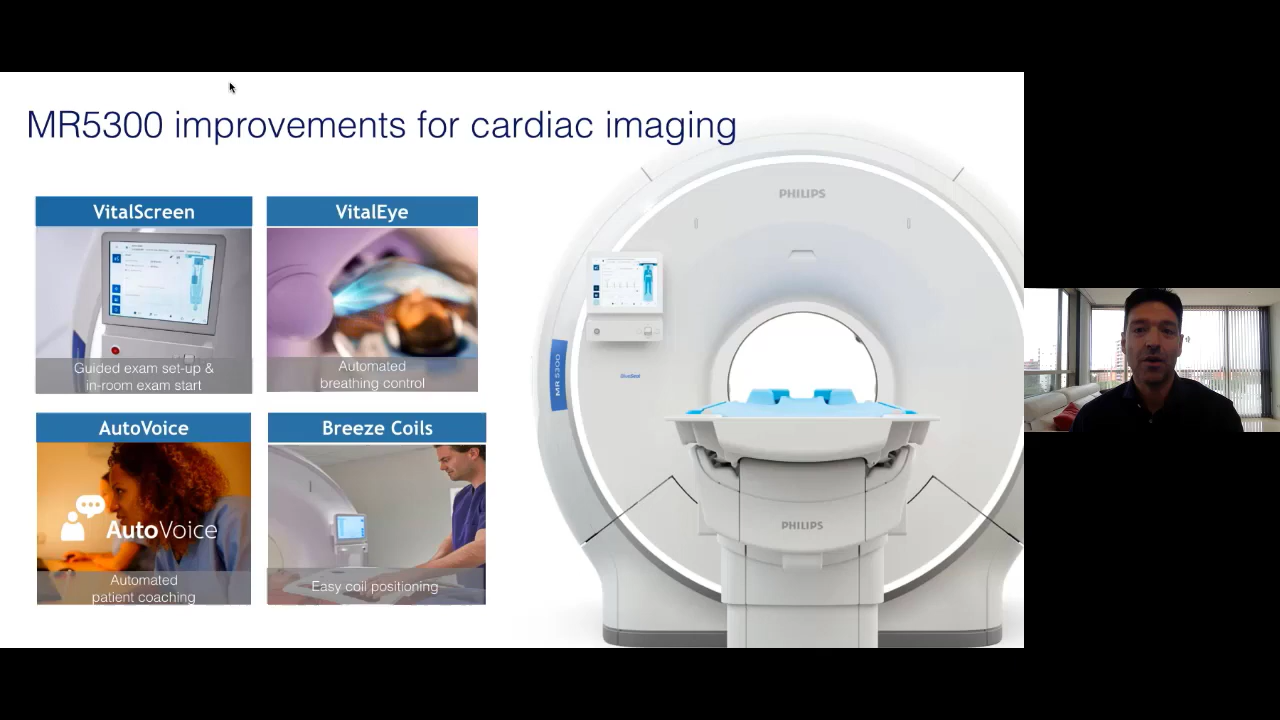 MR5300 improvements for cardiac imaging
VitalScreen
Guided exam set-up &
in-room exam start
VitalEye
Automated
breathing control
AutoVoice
AutoVoice
Automated
patient coaching
Breeze Coils
Easy coil positioning
PHILIPS
MR 5300
BlueSeal
PHILIPS